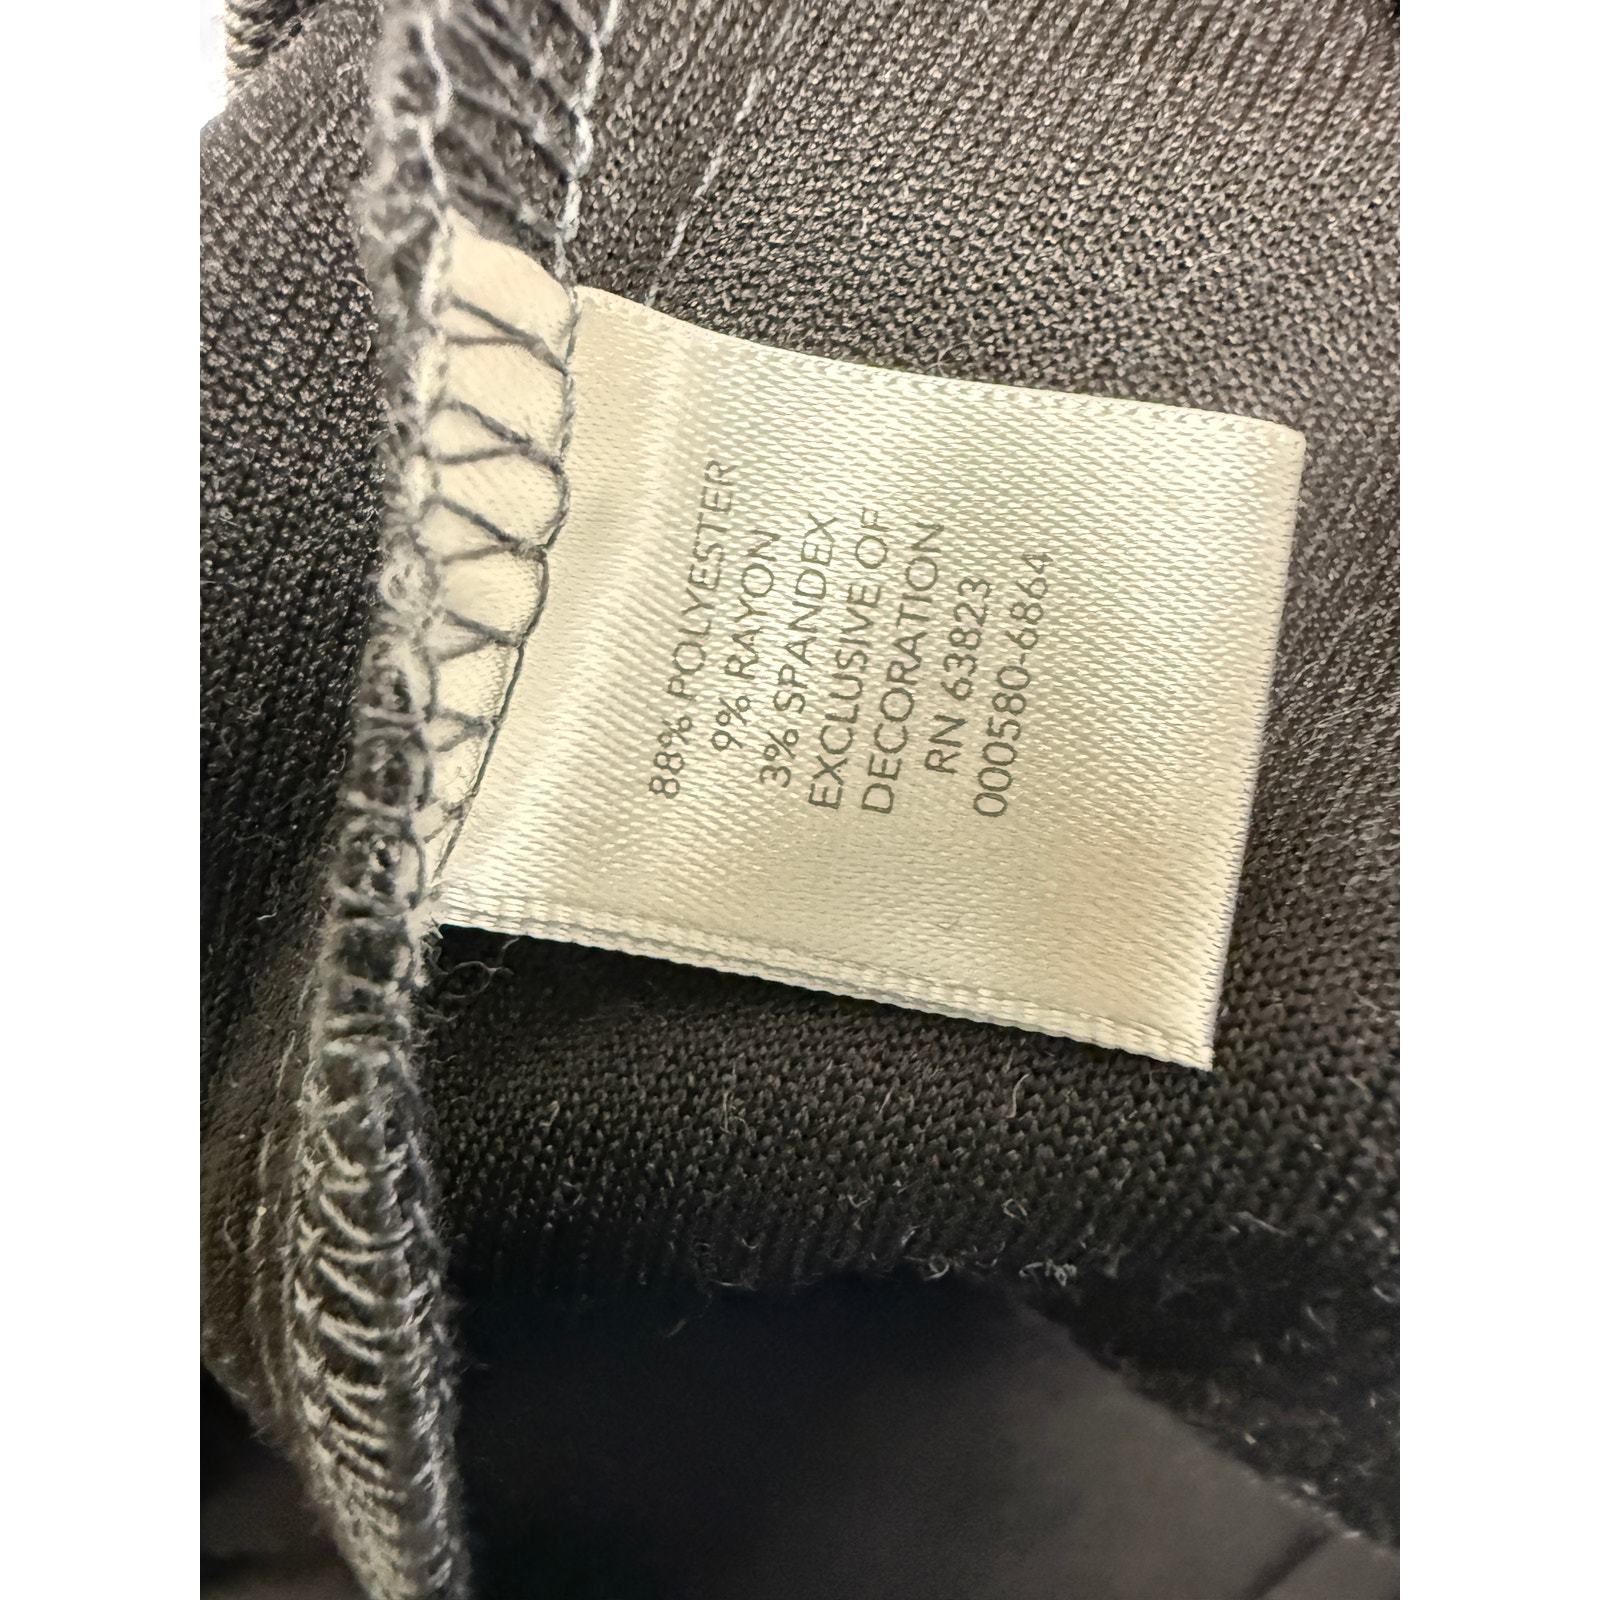 88% POLYESTER
9% RAYON
3% SPANDEX
EXCLUSIVE OF
DECORATION
RN 63823
000580-6864